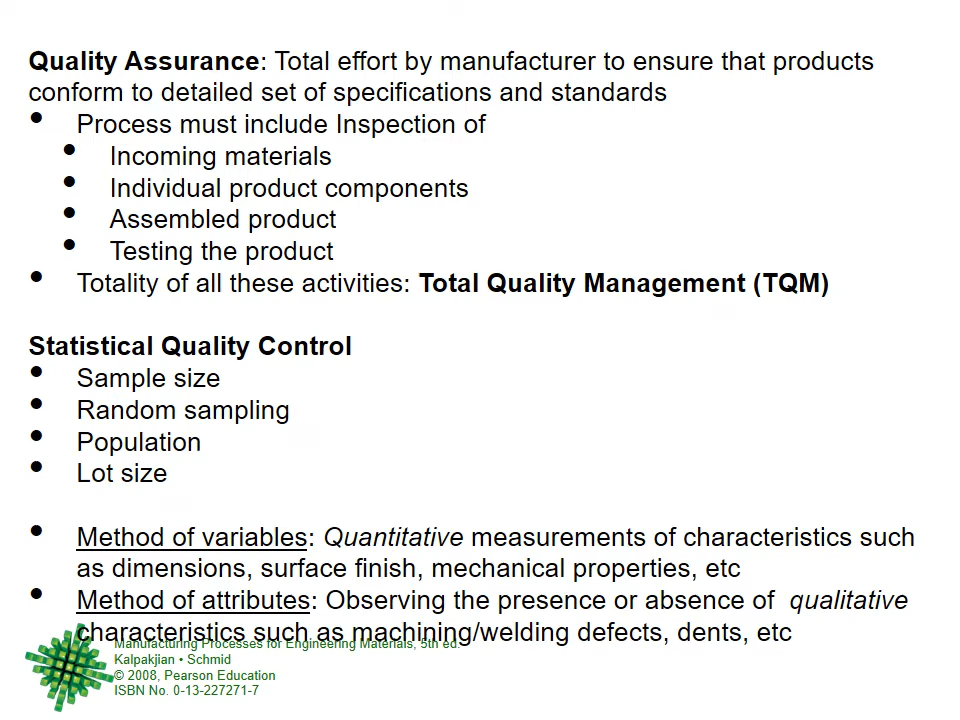 Quality Assurance: Total effort by manufacturer to ensure that products
conform to detailed set of specifications and standards
• Process must include Inspection of
• Incoming materials
• Individual product components
• Assembled product
• Testing the product
• Totality of all these activities: Total Quality Management (TQM)
Statistical Quality Control
• Sample size
• Random sampling
• Population
• Lot size
• Method of variables: Quantitative measurements of characteristics such
as dimensions, surface finish, mechanical properties, etc
• Method of attributes: Observing the presence or absence of qualitative
characteristics such as machining/welding defects, dents, etc
Manufacturing Processes for Engineering Materials, 5th ed.
Kalpakjian • Schmid
© 2008, Pearson Education
ISBN No. 0-13-227271-7